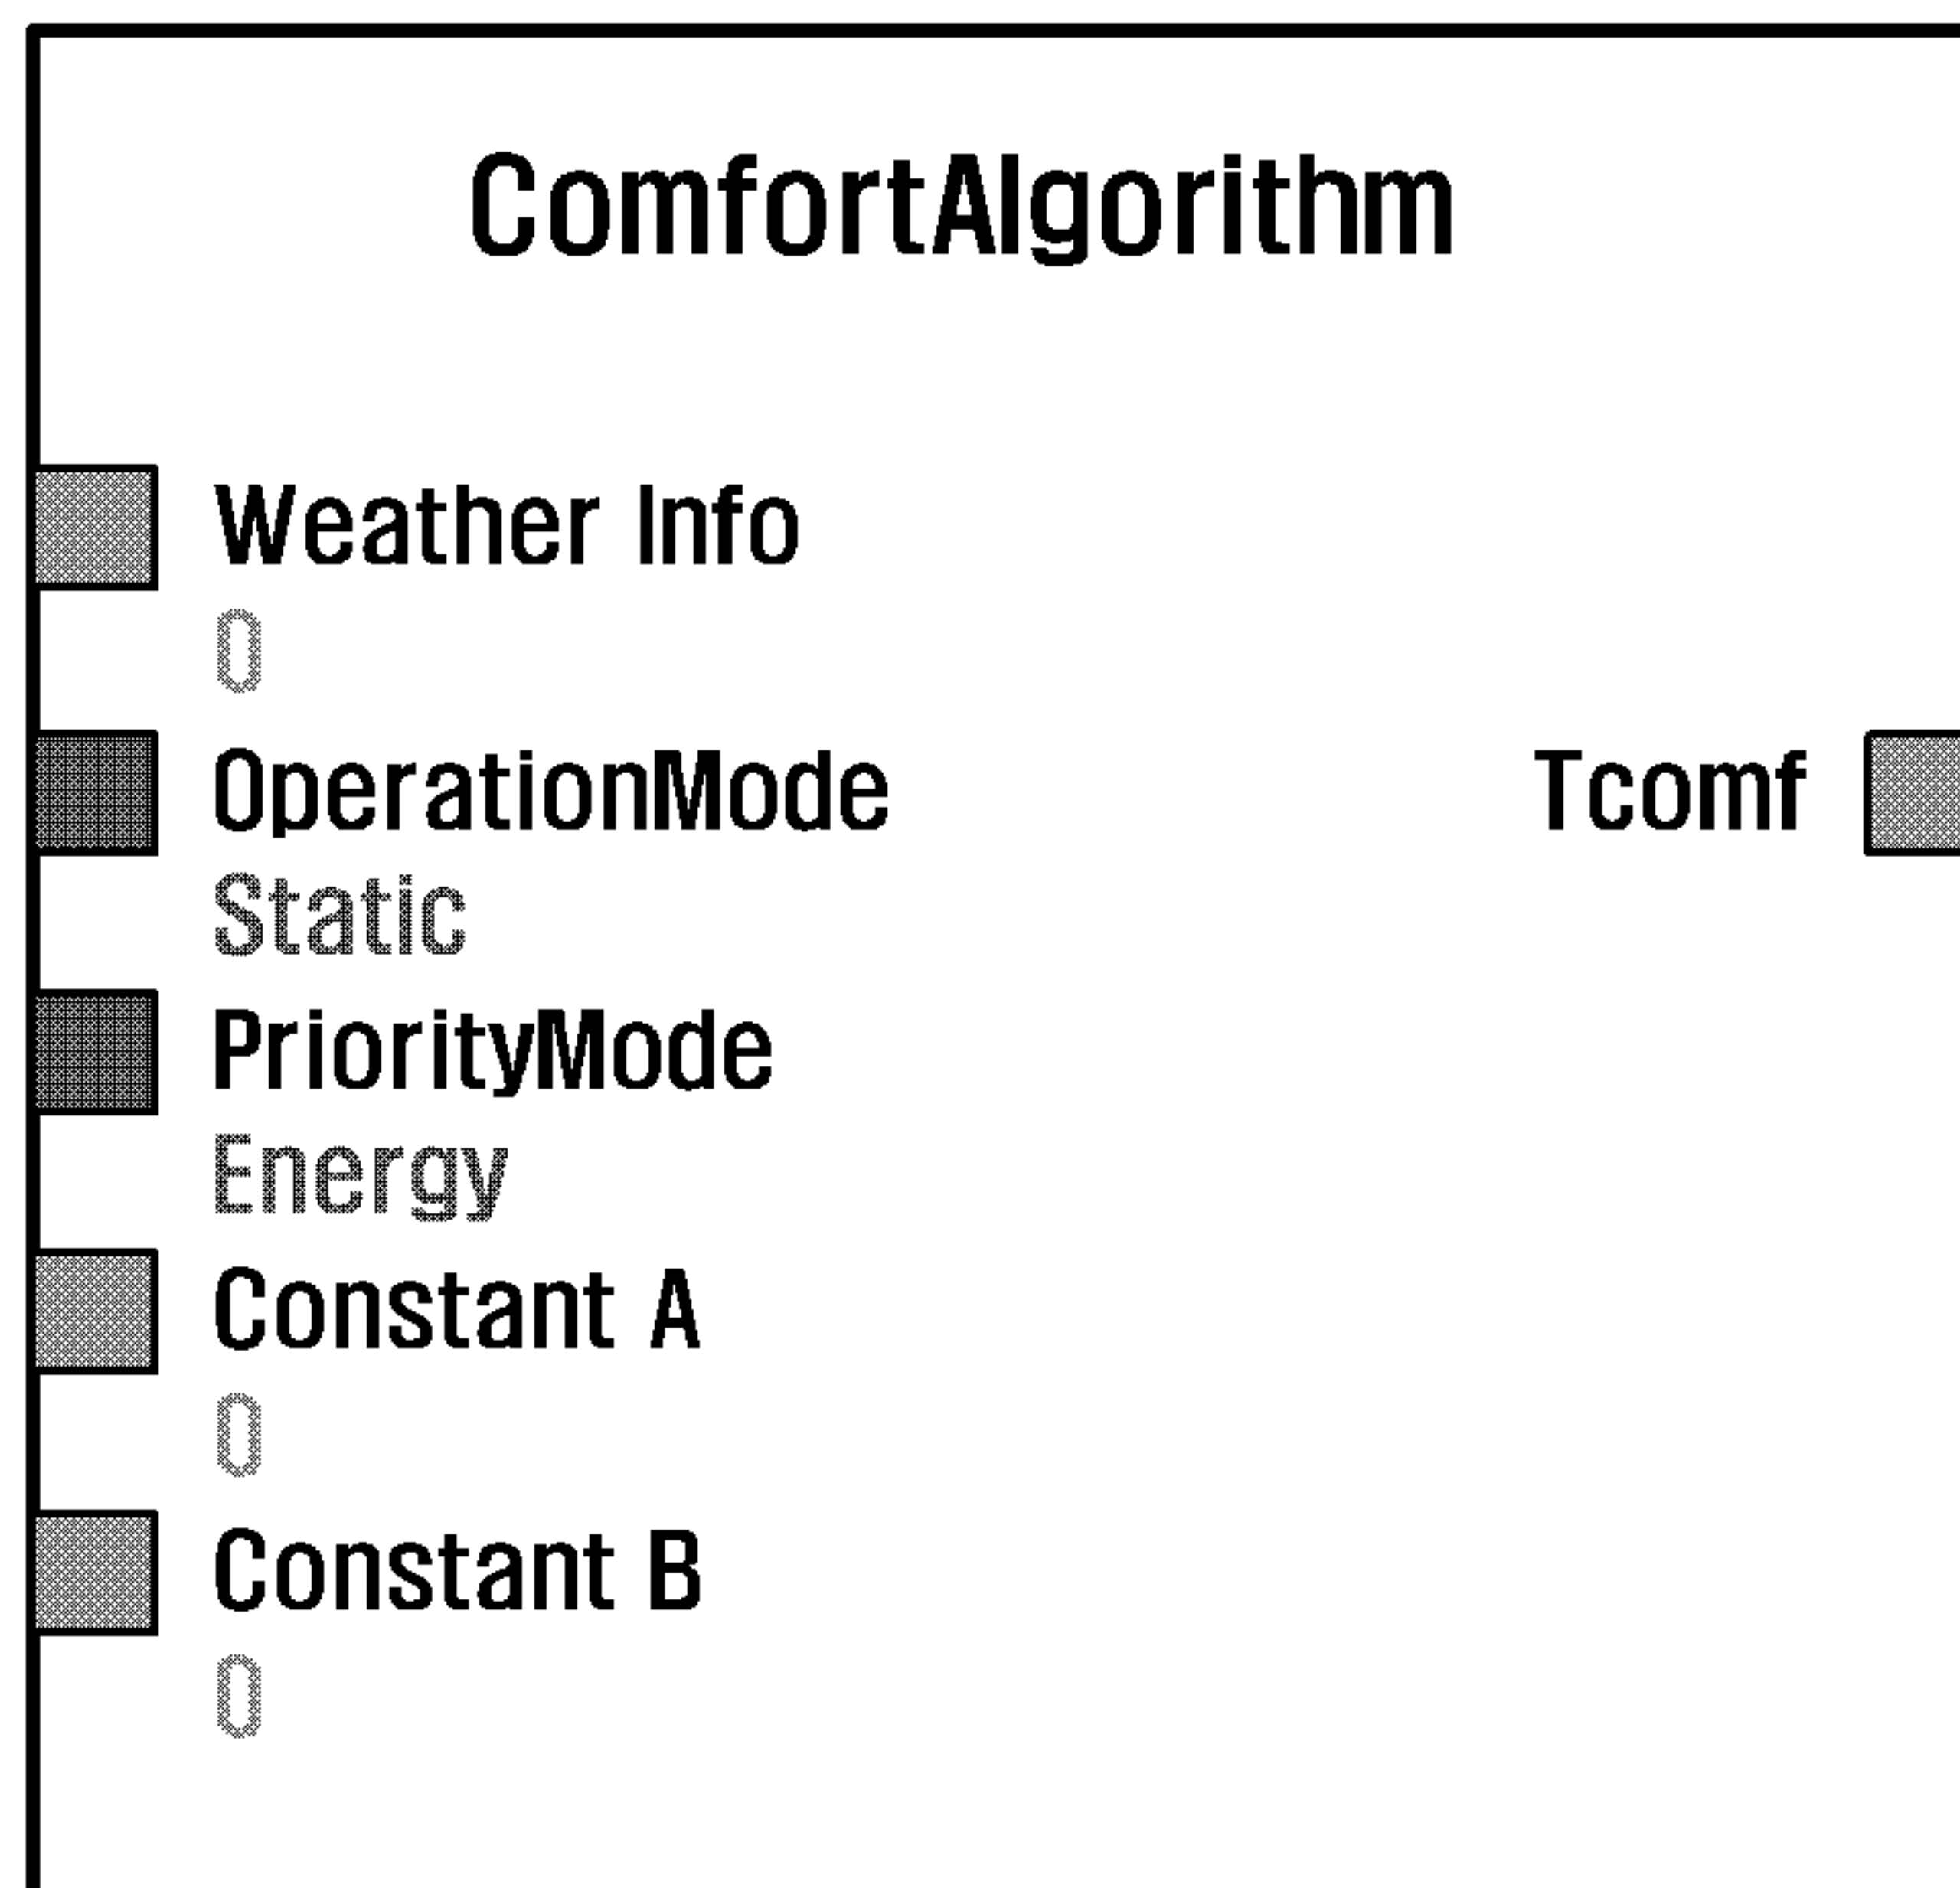 ComfortAlgorithm
Weather Info
0
OperationMode
Tcomf
Static
PriorityMode
Energy
Constant A
0
Constant B
0